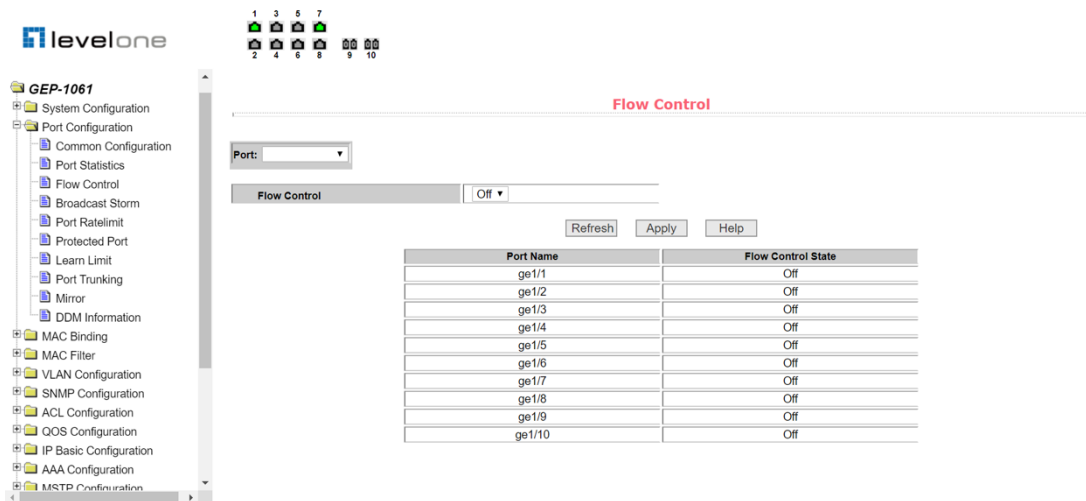 levelone
1 3 5 7
2 4 6 8 9 10
GEP-1061
System Configuration
Port Configuration
Common Configuration
Port Statistics
Flow Control
Broadcast Storm
Port Ratelimit
Protected Port
Learn Limit
Port Trunking
Mirror
DDM Information
MAC Binding
MAC Filter
VLAN Configuration
SNMP Configuration
ACL Configuration
QOS Configuration
IP Basic Configuration
AAA Configuration
MSTP Configuration
Flow Control
Port:
Flow Control Off
Refresh Apply Help
Port Name Flow Control State
ge1/1 Off
ge1/2 Off
ge1/3 Off
ge1/4 Off
ge1/5 Off
ge1/6 Off
ge1/7 Off
ge1/8 Off
ge1/9 Off
ge1/10 Off